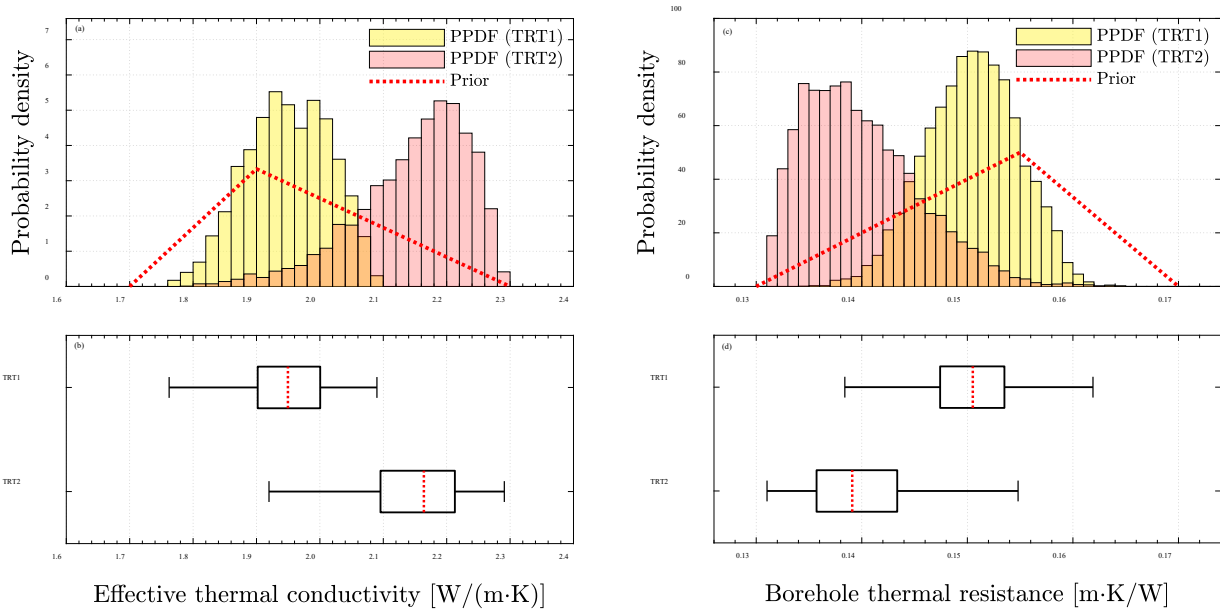 (a)
PPDF (TRT1)
PPDF (TRT2)
Prior
Probability density
7
6
5
4
3
2
1
0
1.6 1.7 1.8 1.9 2.0 2.1 2.2 2.3 2.4
(c)
PPDF (TRT1)
PPDF (TRT2)
Prior
Probability density
100
80
60
40
20
0
0.13 0.14 0.15 0.16 0.17
(b)
TRT1
TRT2
1.6 1.7 1.8 1.9 2.0 2.1 2.2 2.3 2.4
Effective thermal conductivity [W/(m·K)]
(d)
TRT1
TRT2
0.13 0.14 0.15 0.16 0.17
Borehole thermal resistance [m·K/W]